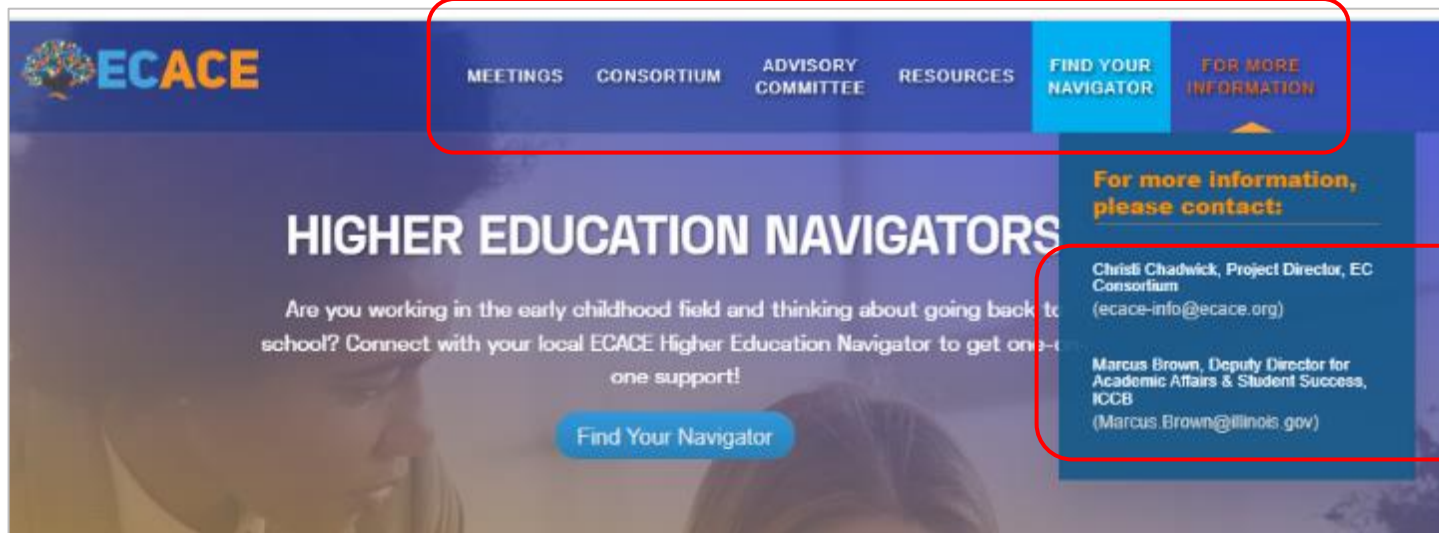 ECACE
MEETINGS
CONSORTIUM
ADVISORY
COMMITTEE
RESOURCES
FIND YOUR
NAVIGATOR
FOR MORE
INFORMATION
HIGHER EDUCATION NAVIGATORS
Are you working in the early childhood field and thinking about going back to
school? Connect with your local ECACE Higher Education Navigator to get one-on-
one support!
Find Your Navigator
For more information,
please contact:
Christi Chadwick, Project Director, EC
Consortium
(ecace-info@ecace.org)
Marcus Brown, Deputy Director for
Academic Affairs & Student Success,
ICCB
(Marcus.Brown@illinois.gov)